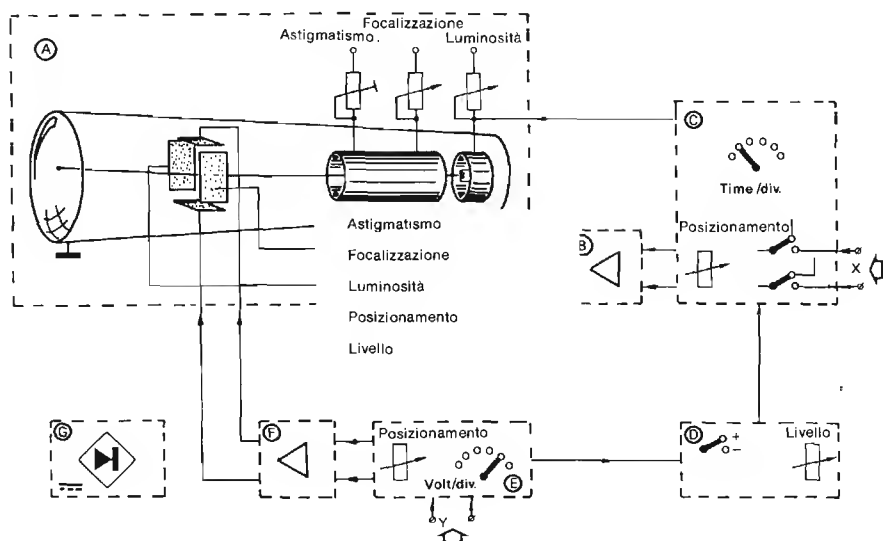 Focalizzazione
Astigmatismo.
Luminosità
A
C
Time/div.
Astigmatismo
Posizionamento
B
Focalizzazione
X
Luminosità
Posizionamento
Livello
G
F
Posizionamento
D
+
Livello
-
Volt/div.
E
Y